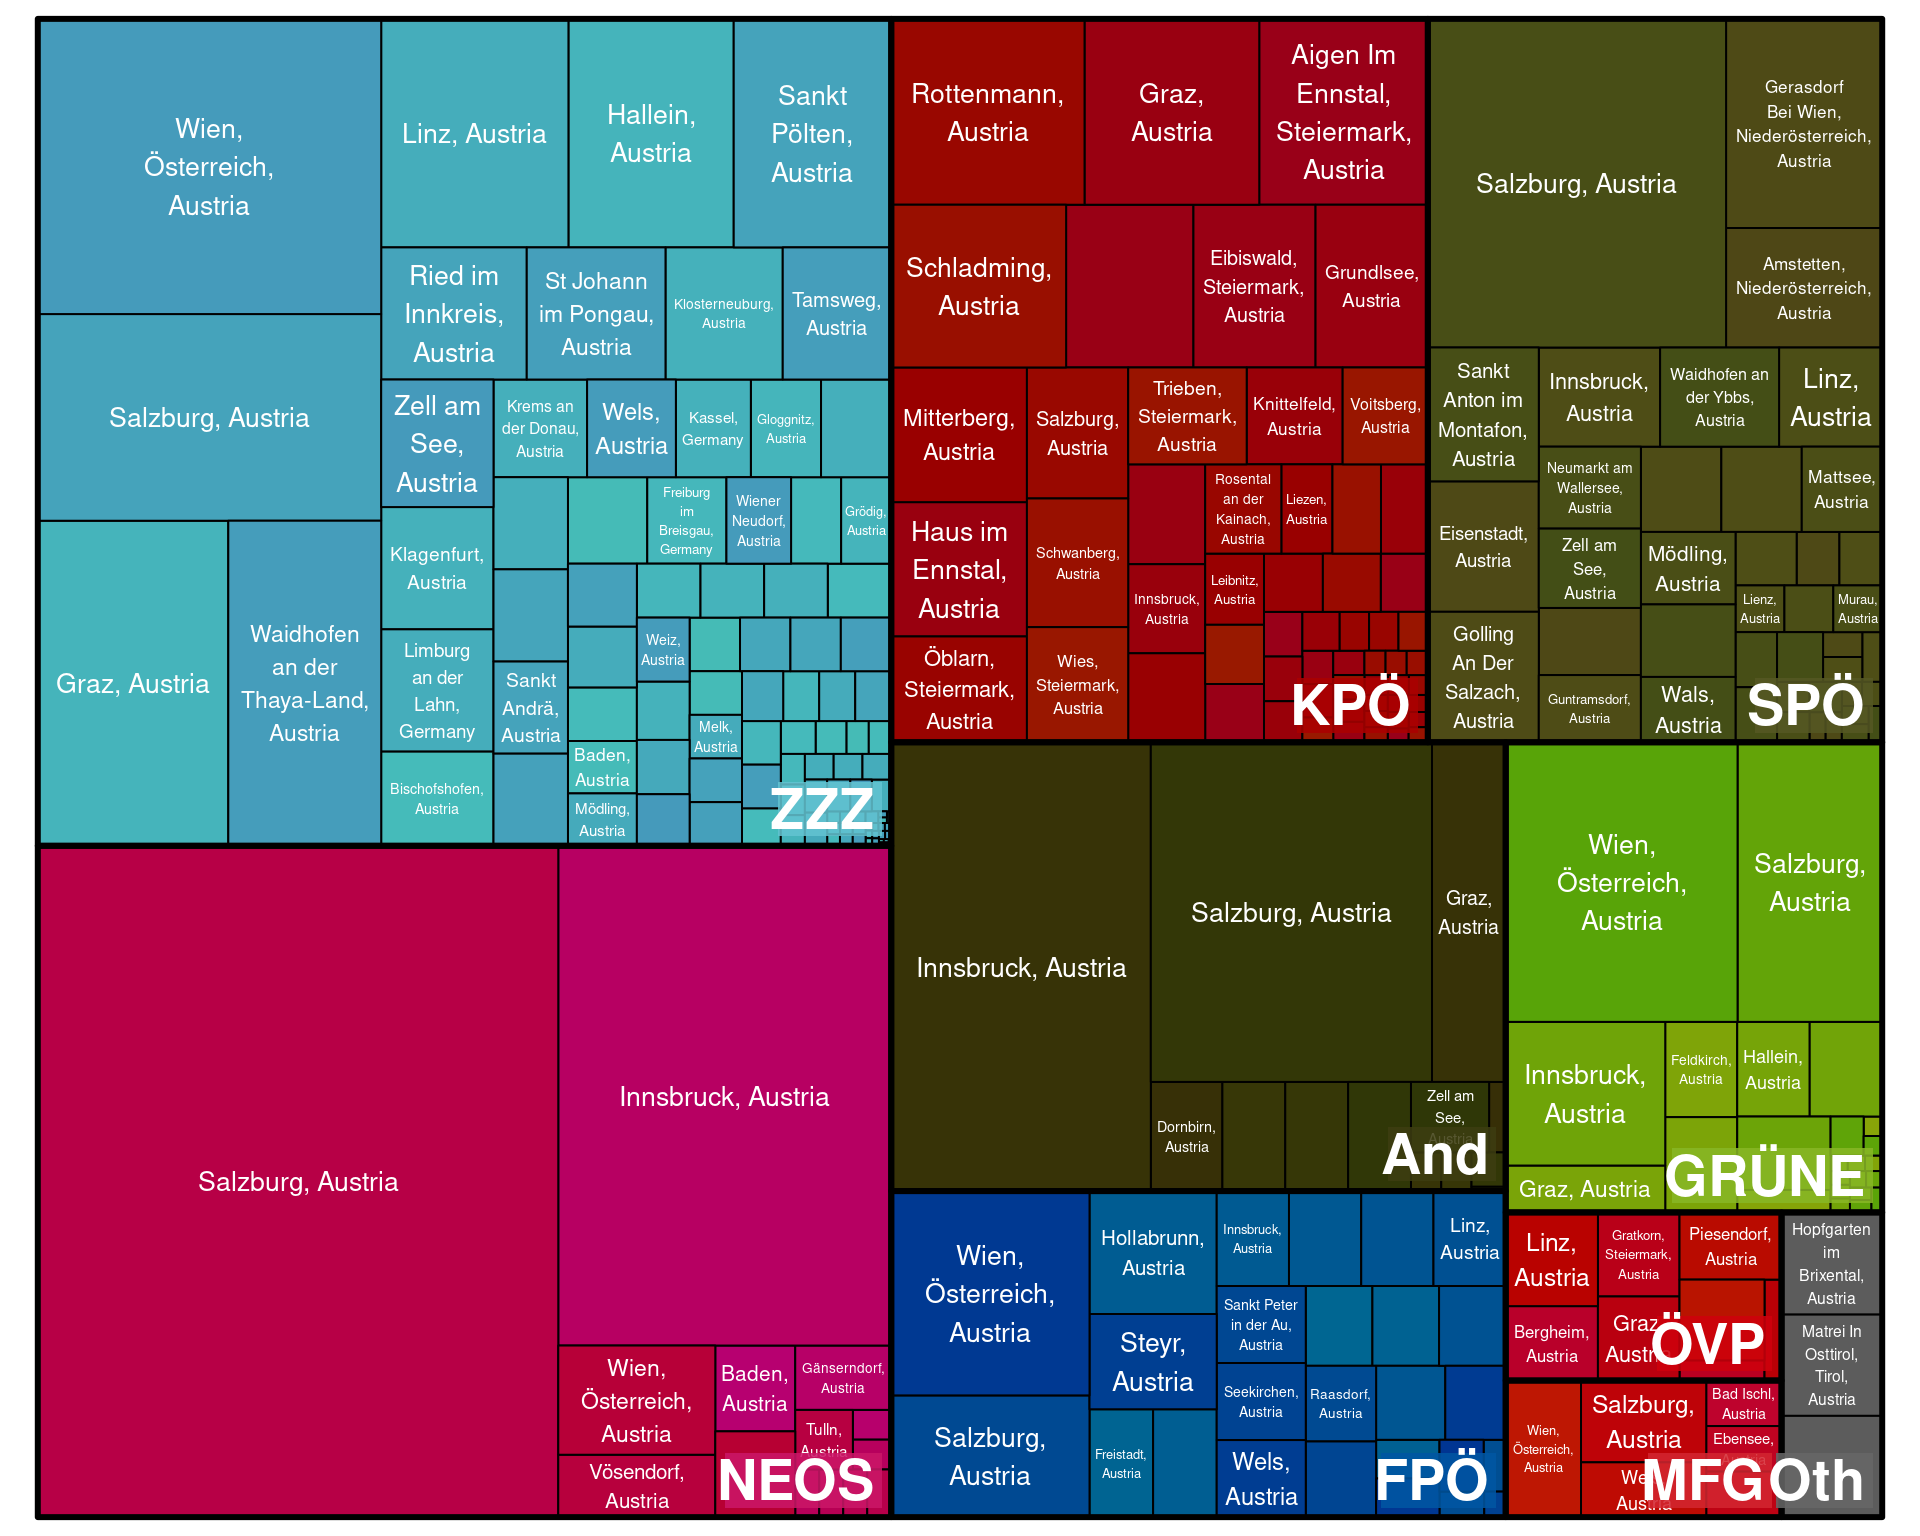 Wien,
Österreich,
Austria
Linz, Austria
Hallein,
Austria
Sankt
Pölten,
Austria
Salzburg, Austria
Ried im
Innkreis,
Austria
St Johann
im Pongau,
Austria
Klosterneuburg,
Austria
Tamsweg,
Austria
Zell am
See,
Austria
Krems an
der Donau,
Austria
Wels,
Austria
Kassel,
Germany
Gloggnitz,
Austria
Graz, Austria
Waidhofen
an der
Thaya-Land,
Austria
Klagenfurt,
Austria
Freiburg
im
Breisgau,
Germany
Wiener
Neudorf,
Austria
Grödig,
Austria
Limburg
an der
Lahn,
Germany
Sankt
Andrä,
Austria
Weiz,
Austria
Melk,
Austria
Bischofshofen,
Austria
Baden,
Austria
Mödling,
Austria
ZZZ
Rottenmann,
Austria
Graz,
Austria
Aigen Im
Ennstal,
Steiermark,
Austria
Schladming,
Austria
Eibiswald,
Steiermark,
Austria
Grundlsee,
Austria
Mitterberg,
Austria
Salzburg,
Austria
Trieben,
Steiermark,
Austria
Knittelfeld,
Austria
Voitsberg,
Austria
Haus im
Ennstal,
Austria
Schwanberg,
Austria
Rosental
an der
Kainach,
Austria
Liezen,
Austria
Innsbruck,
Austria
Leibnitz,
Austria
Öblarn,
Steiermark,
Austria
Wies,
Steiermark,
Austria
KPÖ
Salzburg, Austria
Gerasdorf
Bei Wien,
Niederösterreich,
Austria
Amstetten,
Niederösterreich,
Austria
Sankt
Anton im
Montafon,
Austria
Innsbruck,
Austria
Waidhofen an
der Ybbs,
Austria
Linz,
Austria
Eisenstadt,
Austria
Neumarkt am
Wallersee,
Austria
Mattsee,
Austria
Zell am
See,
Austria
Mödling,
Austria
Lienz,
Austria
Murau,
Austria
Golling
An Der
Salzach,
Austria
Guntramsdorf,
Austria
Wals,
Austria
SPÖ
Salzburg, Austria
Innsbruck, Austria
Wien,
Österreich,
Austria
Baden,
Austria
Gänserndorf,
Austria
Tulln,
Austria
Vösendorf,
Austria
NEOS
Innsbruck, Austria
Salzburg, Austria
Graz,
Austria
Dornbirn,
Austria
Zell am
See,
Austria
And
Wien,
Österreich,
Austria
Salzburg,
Austria
Innsbruck,
Austria
Feldkirch,
Austria
Hallein,
Austria
Graz, Austria
GRÜNE
Wien,
Österreich,
Austria
Hollabrunn,
Austria
Innsbruck,
Austria
Linz,
Austria
Steyr,
Austria
Sankt Peter
in der Au,
Austria
Salzburg,
Austria
Seekirchen,
Austria
Raasdorf,
Austria
Freistadt,
Austria
Wels,
Austria
FPÖ
Linz,
Austria
Gratkorn,
Steiermark,
Austria
Piesendorf,
Austria
Bergheim,
Austria
Graz,
Austria
ÖVP
Wien,
Österreich,
Austria
Salzburg,
Austria
Bad Ischl,
Austria
Ebensee,
Austria
MFG
Hopfgarten
im
Brixental,
Austria
Matrei In
Osttirol,
Tirol,
Austria
Oth